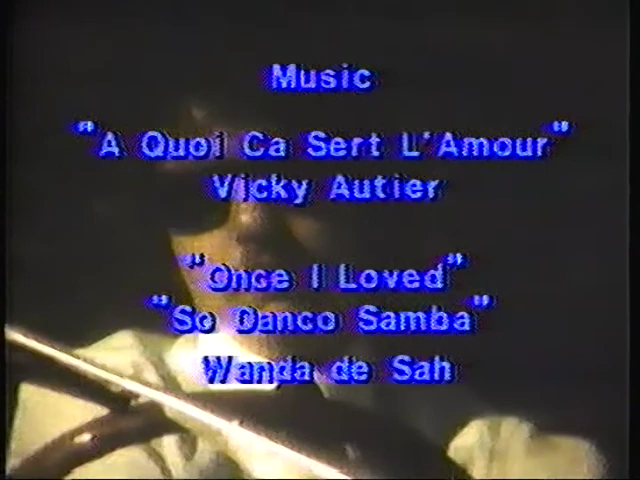 Music
"A Quoi Ca Sert L'Amour"
Vicky Autier
"Once I Loved"
"So Danco Samba"
Wanda de Sah